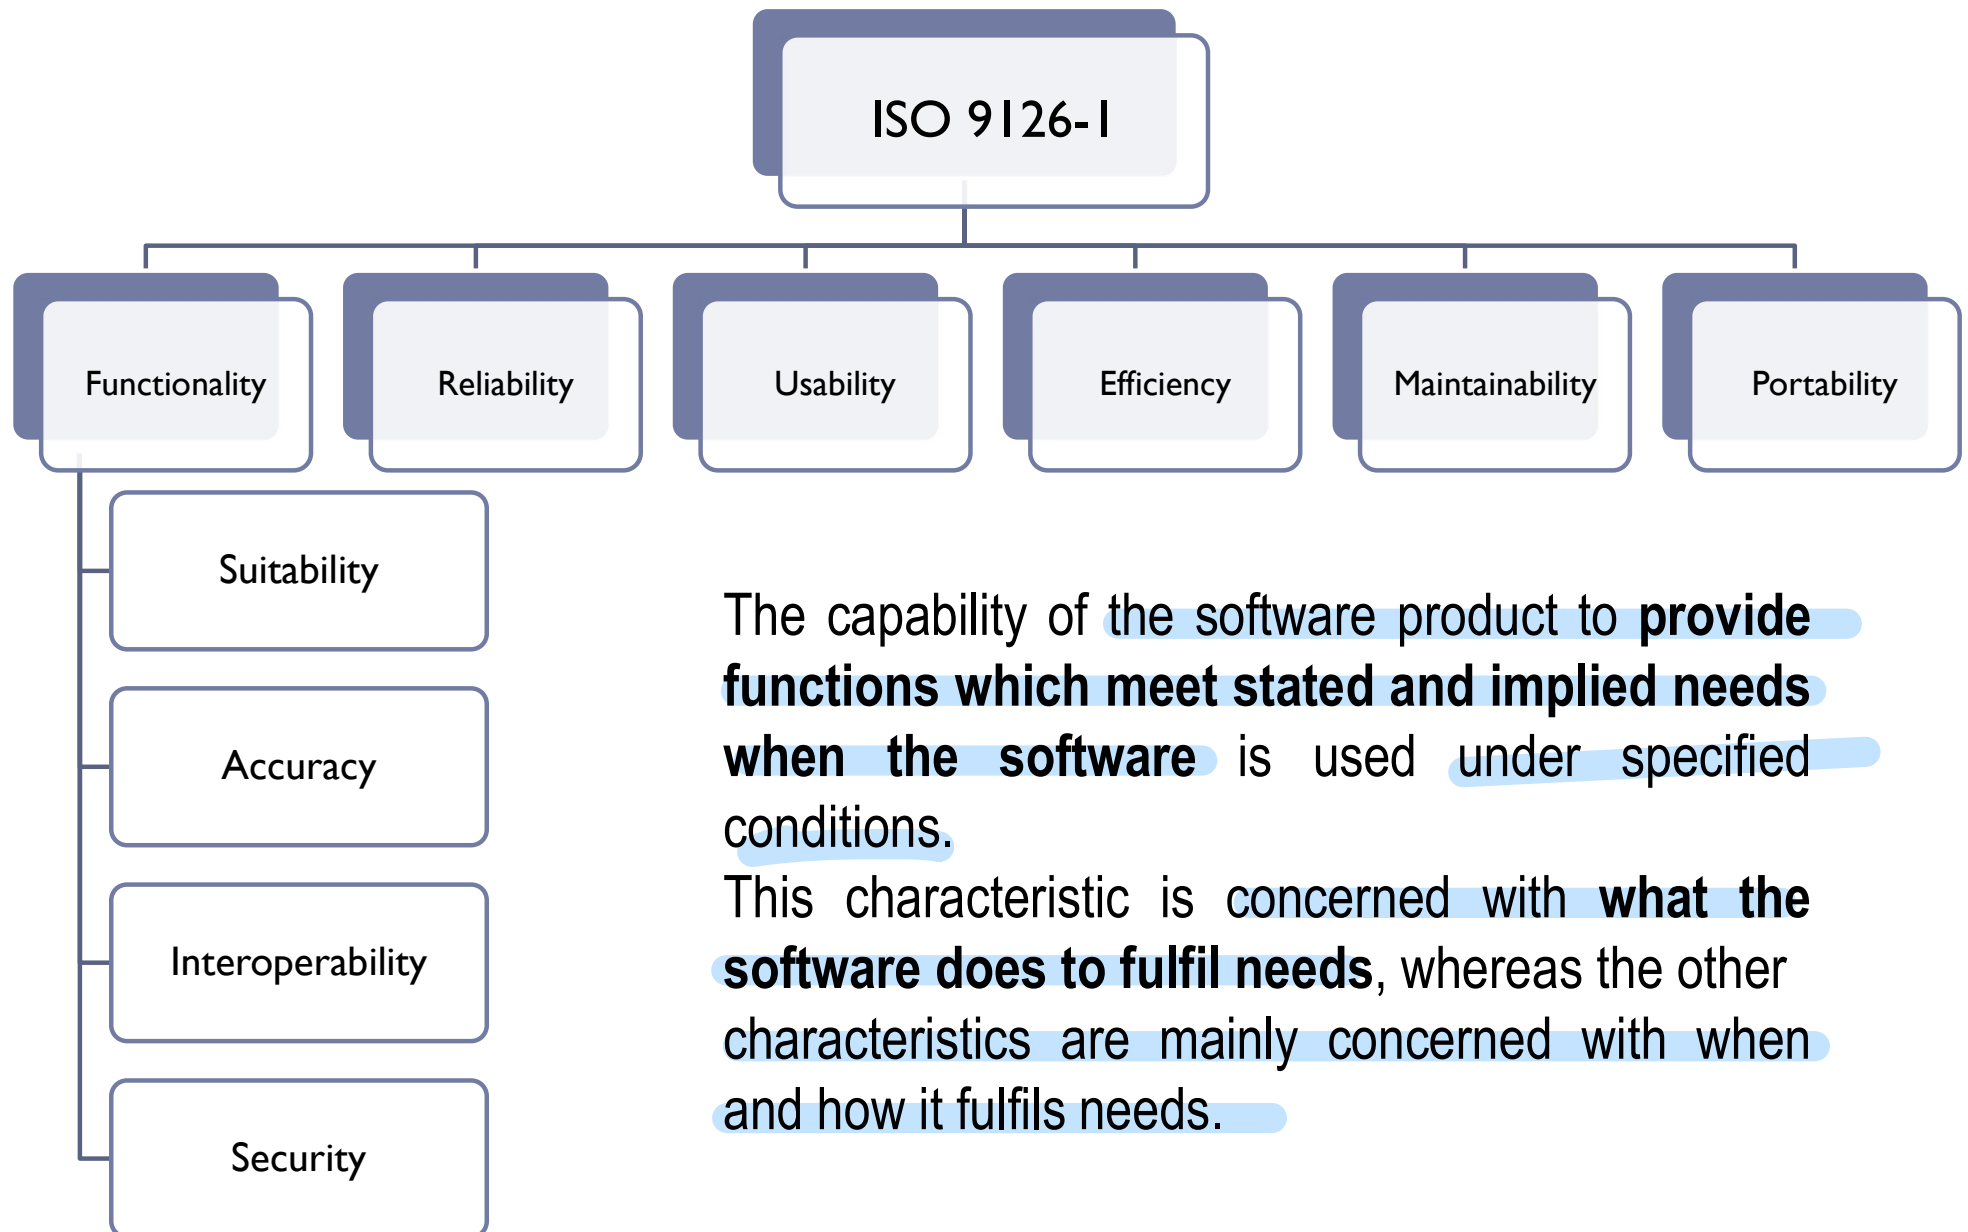 ISO 9126-1
Functionality
Reliability
Usability
Efficiency
Maintainability
Portability
Suitability
Accuracy
Interoperability
Security
The capability of the software product to provide
functions which meet stated and implied needs
when the software is used under specified
conditions.
This characteristic is concerned with what the
software does to fulfil needs, whereas the other
characteristics are mainly concerned with when
and how it fulfils needs.